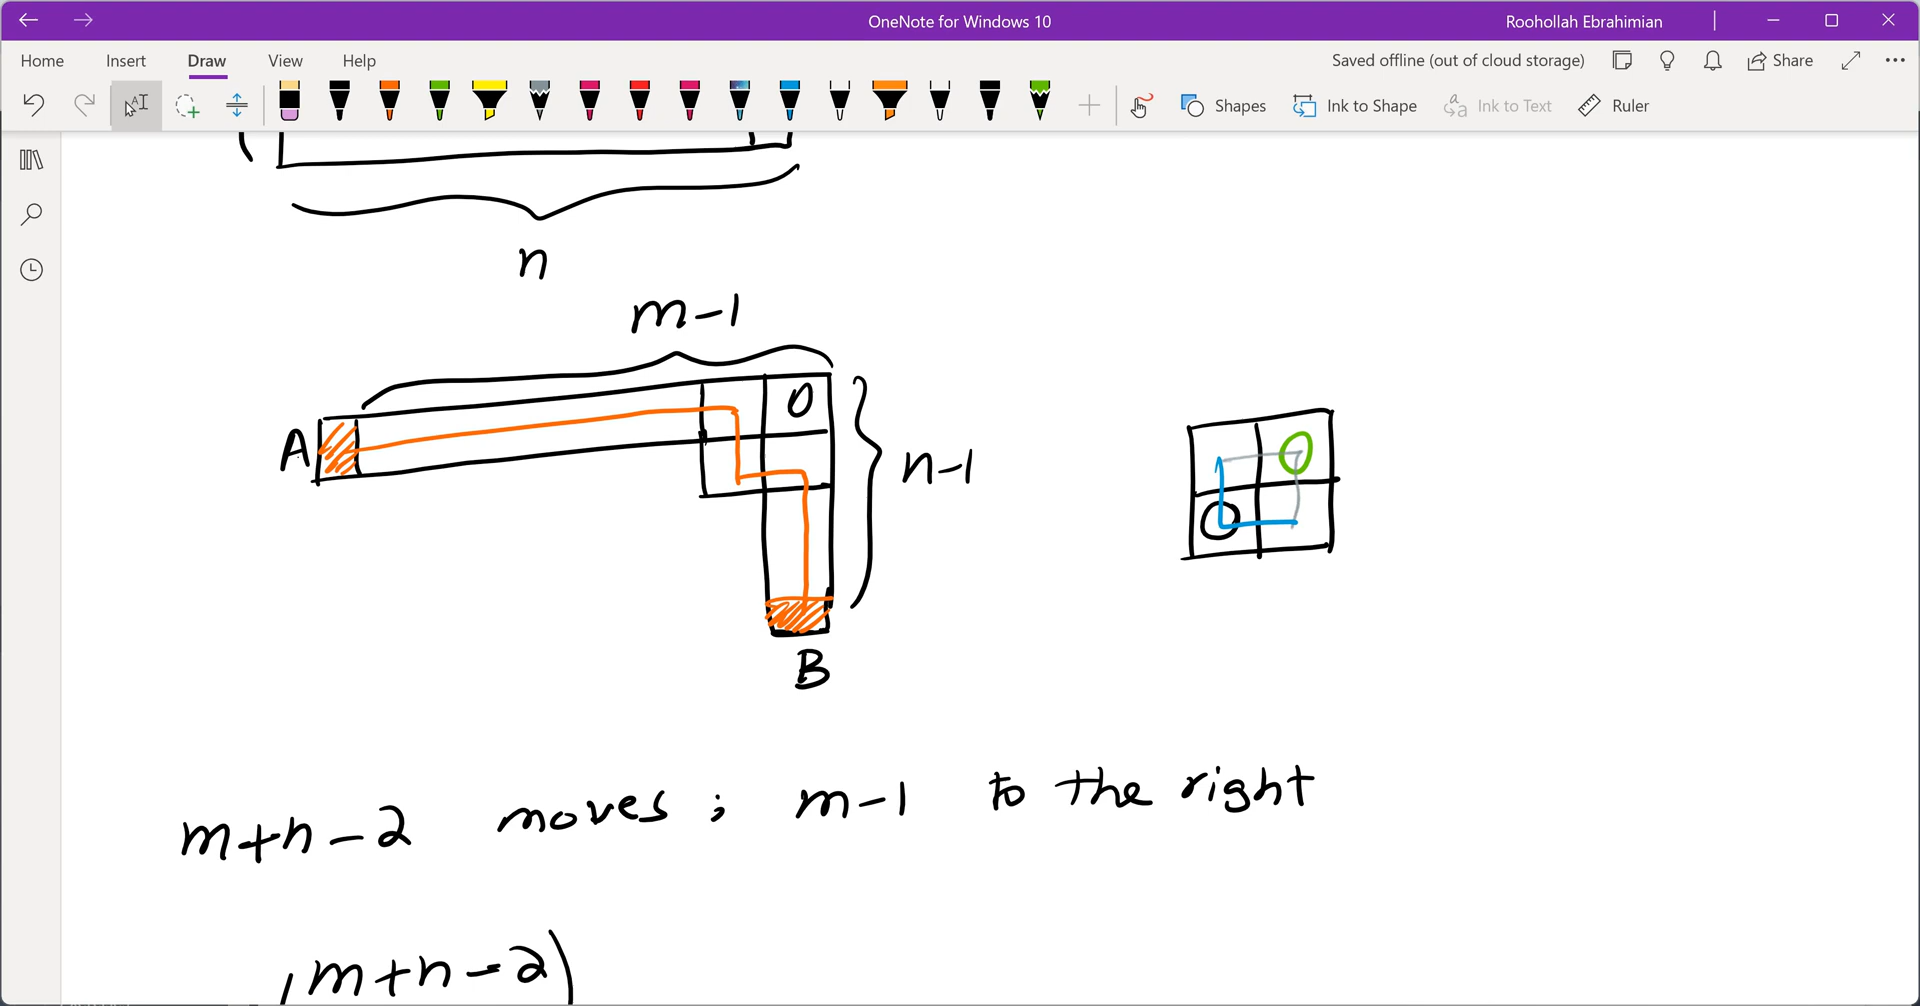 OneNote for Windows 10
Roohollah Ebrahimian
Home Insert Draw View Help
Saved offline (out of cloud storage) Share
Shapes Ink to Shape Ink to Text Ruler
n
m-1
0
A
n-1
B
m+n-2 moves; m-1 to the right
(m+n-2)